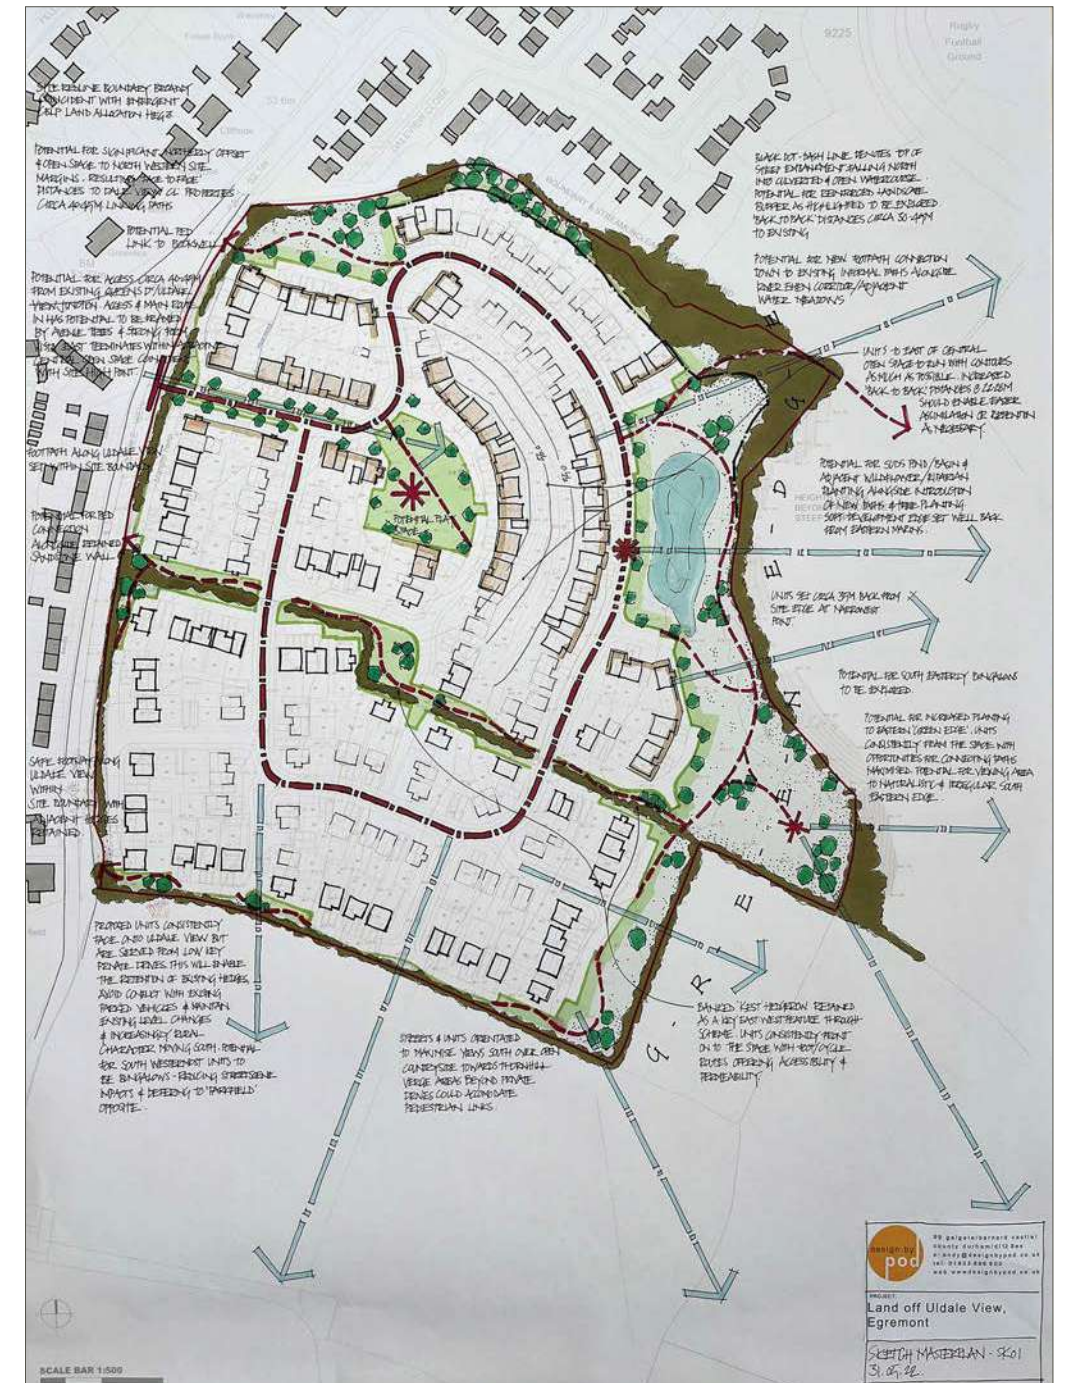 9225
Rugby
Football
Ground
SITE REDLINE BOUNDARY BROADLY
COINCIDENT WITH EMERGENT
LAND ALLOCATION
POTENTIAL FOR SIGNIFICANT NORTHERLY OFFSET
& OPEN SPACE TO NORTH WESTERN SITE
MARGINS. RESULTING 'FACE TO FACE'
DISTANCES TO DALE VIEW CL PROPERTIES
CIRCA 40-45M. LINKING PATHS
POTENTIAL PED
LINK TO BOOKWELL
POTENTIAL FOR ACCESS CIRCA 40-45M
FROM EXISTING QUEENS DR/ULDALE
VIEW JUNCTION. ACCESS & MAIN ROUTE
IN HAS POTENTIAL TO BE FRAMED
BY AVENUE TREES & STRONG FORM
EAST TERMINATES WITHIN
CENTRAL OPEN SPACE
WITH SITE HIGH POINT.
FOOTPATH ALONG ULDALE VIEW
SET WITHIN SITE BOUNDARY
POTENTIAL FOR PED
CONNECTION
ALONGSIDE RETAINED
SANDSTONE WALL
SAFE FOOTWAY ALONG
ULDALE VIEW
WITHIN
SITE BOUNDARY WITH
ADJACENT HEDGES
RETAINED.
POTENTIAL PLAY
SPACE
BLACK DOT-DASH LINE DENOTES TOP OF
STEEP EMBANKMENT FALLING NORTH
INTO CULVERTED & OPEN WATERCOURSE.
POTENTIAL FOR REINFORCED LANDSCAPE
BUFFER AS HIGHLIGHTED TO BE EXPLORED.
'BACK TO BACK' DISTANCES CIRCA 30-45M
TO EXISTING
POTENTIAL FOR NEW FOOTPATH CONNECTION
DOWN TO EXISTING INFORMAL PATHS ALONGSIDE
RIVER EHEN CORRIDOR/ADJACENT
WATER MEADOWS
UNITS TO EAST OF CENTRAL
OPEN SPACE TO RUN WITH CONTOURS
AS MUCH AS POSSIBLE. INCREASED
'BACK TO BACK' DISTANCES @ 22-26M
SHOULD ENABLE EASIER
ASSIMILATION OR RETENTION
AS NECESSARY.
POTENTIAL FOR SUDS POND/BASIN &
ADJACENT WILDFLOWER/RIPARIAN
PLANTING ALONGSIDE INTRODUCTION
OF NEW PATHS & TREE PLANTING
SOFT DEVELOPMENT EDGE SET WELL BACK
FROM EASTERN MARGINS.
UNITS SET CIRCA 35M BACK FROM
SITE EDGE AT NARROWEST
POINT.
POTENTIAL FOR SOUTH EASTERLY BUNGALOWS
TO BE EXPLORED.
POTENTIAL FOR INCREASED PLANTING
TO EASTERN 'GREEN EDGE'. UNITS
CONSISTENTLY FRAM THE SPACE WITH
OPPORTUNITIES FOR CONNECTING PATHS
MAXIMISED. POTENTIAL FOR VIEWING AREA
TO NATURALISTIC & IRREGULAR SOUTH
EASTERN EDGE.
G-R-E-E-N E-D-G-E
PROPOSED UNITS CONSISTENTLY
FACE ONTO ULDALE VIEW BUT
ARE SERVED FROM LOW KEY
PRIVATE DRIVES. THIS WILL ENABLE
THE RETENTION OF EXISTING HEDGES,
AVOID CONFLICT WITH EXISTING
PARKED VEHICLES & MAINTAIN
EXISTING LEVEL CHANGES
& INCREASINGLY RURAL
CHARACTER MOVING SOUTH. POTENTIAL
FOR SOUTH WESTERNMOST UNITS TO
BE BUNGALOWS - REDUCING STREETSCENE
IMPACTS & DEFERING TO 'PARKFIELD'
OPPOSITE.
STREETS & UNITS ORIENTATED
TO MAXIMISE VIEWS SOUTH OVER OPEN
COUNTRYSIDE TOWARDS THORNHILL
VERGE AREAS BEYOND PRIVATE
DRIVES COULD ACCOMODATE
PEDESTRIAN LINKS.
BANKED 'KEST' HEDGEROW RETAINED
AS A KEY EAST WEST FEATURE THROUGH
SCHEME. UNITS CONSISTENTLY FRONT
ON TO THE SPACE WITH FOOT/CYCLE
ROUTES OFFERING ACCESSIBILITY &
PERMEABILITY.
design by
pod
PROJECT:
Land off Uldale View,
Egremont
SKETCH MASTERPLAN - SK01
31.05.22.
SCALE BAR 1:500